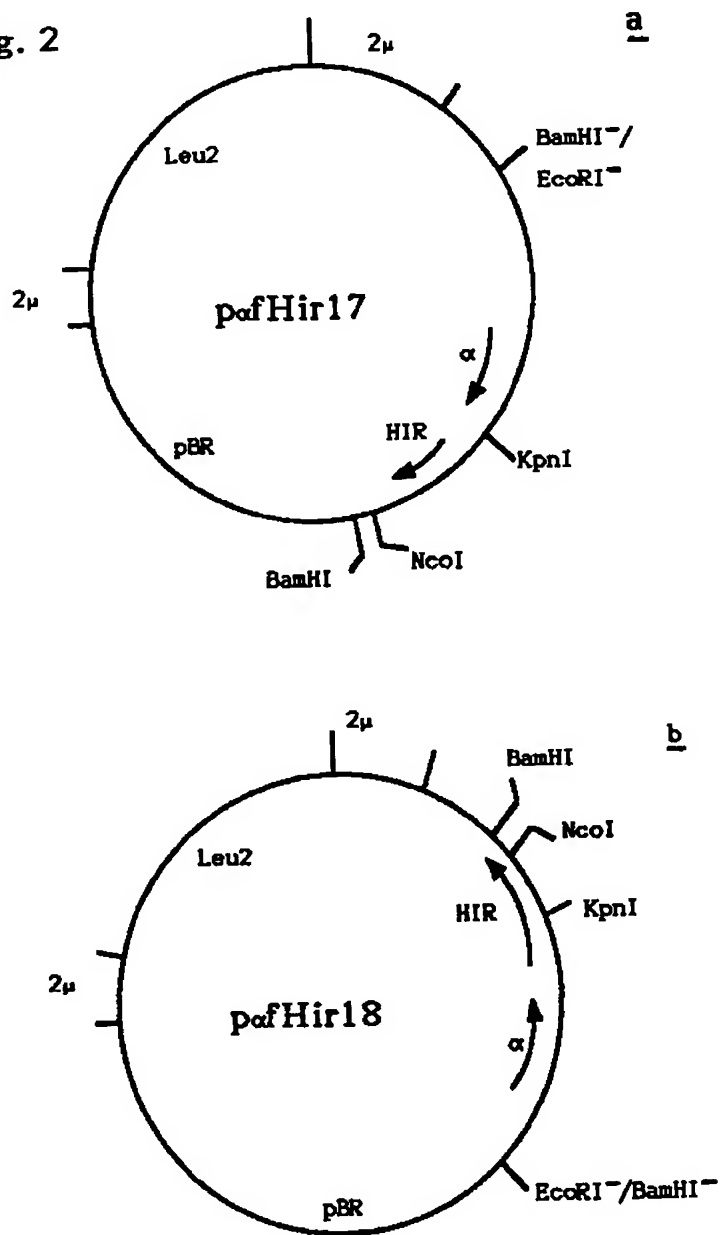 g. 2
a
2μ
BamHI⁻/
EcoRI⁻
Leu2
2μ
pαfHir17
α
HIR
pBR
KpnI
NcoI
BamHI
b
2μ
BamHI
NcoI
Leu2
HIR
KpnI
2μ
pαfHir18
α
EcoRI⁻/BamHI⁻
pBR